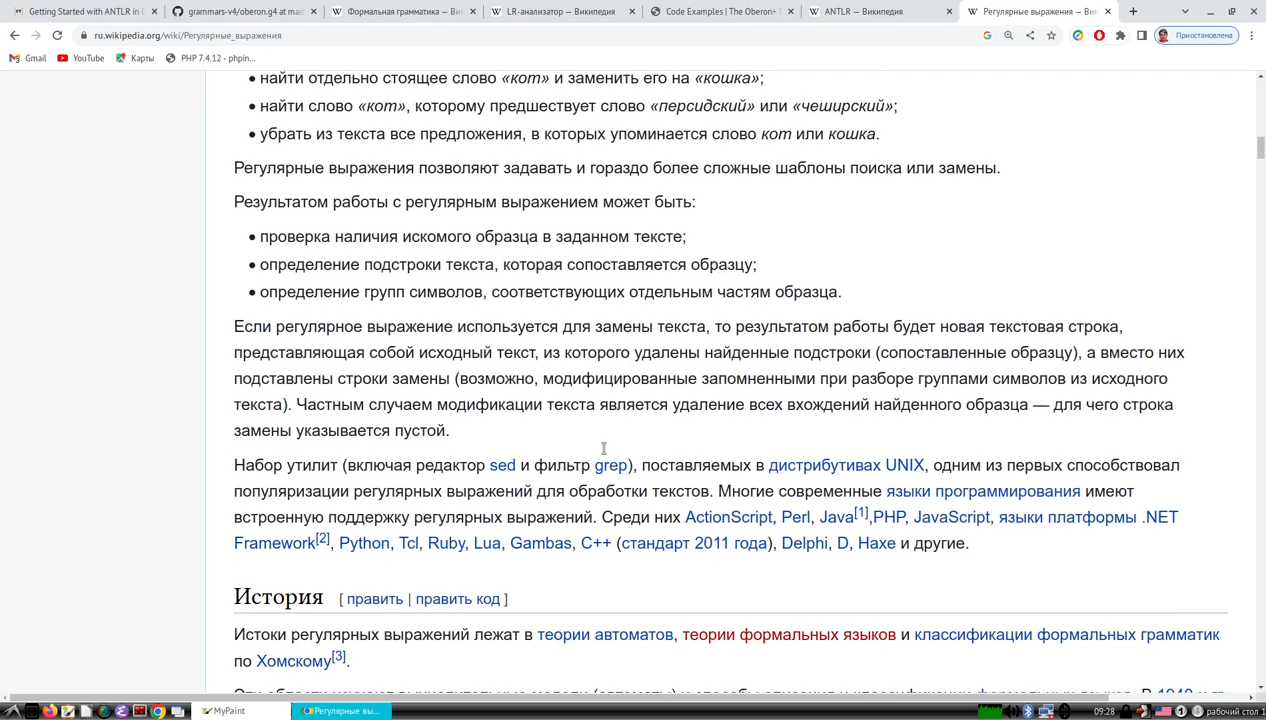 Getting Started with ANTLR in C
grammars-v4/oberon.g4 at mast
Формальная грамматика — Ви
LR-анализатор — Википедия
Code Examples | The Oberon+
ANTLR — Википедия
Регулярные выражения — Ви
ru.wikipedia.org/wiki/Регулярные_выражения
Приостановлена
Gmail
YouTube
Карты
PHP 7.4.12 - phpin...
• найти отдельно стоящее слово «кот» и заменить его на «кошка»;
• найти слово «кот», которому предшествует слово «персидский» или «чеширский»;
• убрать из текста все предложения, в которых упоминается слово кот или кошка.
Регулярные выражения позволяют задавать и гораздо более сложные шаблоны поиска или замены.
Результатом работы с регулярным выражением может быть:
• проверка наличия искомого образца в заданном тексте;
• определение подстроки текста, которая сопоставляется образцу;
• определение групп символов, соответствующих отдельным частям образца.
Если регулярное выражение используется для замены текста, то результатом работы будет новая текстовая строка,
представляющая собой исходный текст, из которого удалены найденные подстроки (сопоставленные образцу), а вместо них
подставлены строки замены (возможно, модифицированные запомненными при разборе группами символов из исходного
текста). Частным случаем модификации текста является удаление всех вхождений найденного образца — для чего строка
замены указывается пустой.
Набор утилит (включая редактор sed и фильтр grep), поставляемых в дистрибутивах UNIX, одним из первых способствовал
популяризации регулярных выражений для обработки текстов. Многие современные языки программирования имеют
встроенную поддержку регулярных выражений. Среди них ActionScript, Perl, Java[1],PHP, JavaScript, языки платформы .NET
Framework[2], Python, Tcl, Ruby, Lua, Gambas, C++ (стандарт 2011 года), Delphi, D, Haxe и другие.
История [ править | править код ]
Истоки регулярных выражений лежат в теории автоматов, теории формальных языков и классификации формальных грамматик
по Хомскому[3].
MyPaint
Регулярные вы...
09:28
рабочий стол 1